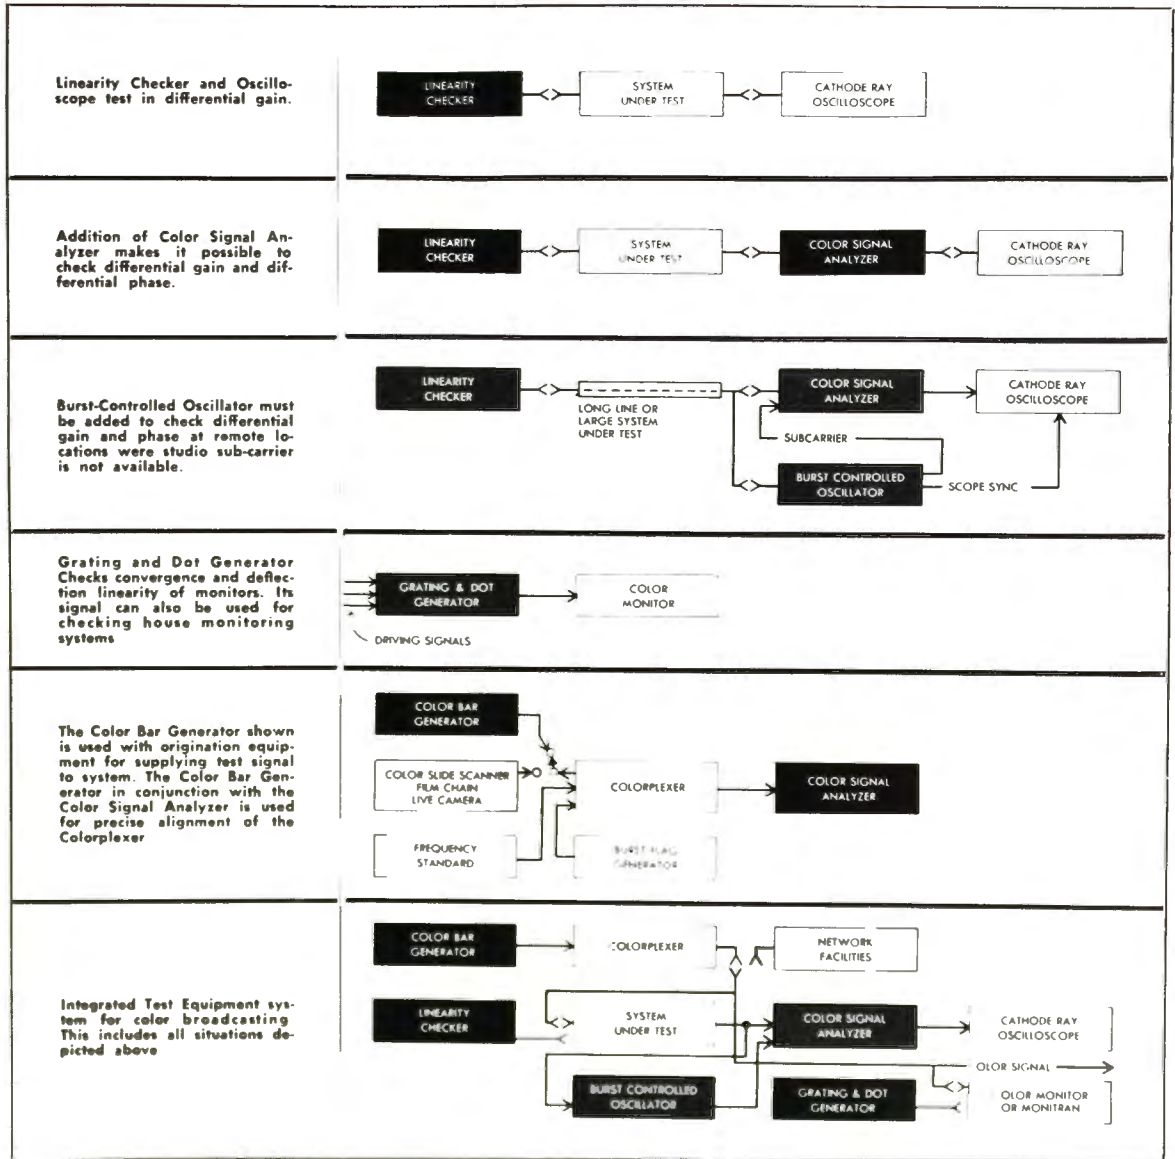 Linearity Checker and Oscillo-
scope test in differential gain.
LINEARITY
CHECKER
SYSTEM
UNDER TEST
CATHODE RAY
OSCILLOSCOPE
Addition of Color Signal An-
alyzer makes it possible to
check differential gain and dif-
ferential phase.
LINEARITY
CHECKER
SYSTEM
UNDER TEST
COLOR SIGNAL
ANALYZER
CATHODE RAY
OSCILLOSCOPE
Burst-Controlled Oscillator must
be added to check differential
gain and phase at remote lo-
cations were studio sub-carrier
is not available.
LINEARITY
CHECKER
LONG LINE OR
LARGE SYSTEM
UNDER TEST
COLOR SIGNAL
ANALYZER
CATHODE RAY
OSCILLOSCOPE
SUBCARRIER
BURST CONTROLLED
OSCILLATOR
SCOPE SYNC
Grating and Dot Generator
Checks convergence and deflec-
tion linearity of monitors. Its
signal can also be used for
checking house monitoring
systems
GRATING & DOT
GENERATOR
COLOR
MONITOR
DRIVING SIGNALS
The Color Bar Generator shown
is used with origination equip-
ment for supplying test signal
to system. The Color Bar Gen-
erator in conjunction with the
Color Signal Analyzer is used
for precise alignment of the
Colorplexer
COLOR BAR
GENERATOR
COLOR SLIDE SCANNER
FILM CHAIN
LIVE CAMERA
COLORPLEXER
COLOR SIGNAL
ANALYZER
FREQUENCY
STANDARD
BURST FLAG
GENERATOR
Integrated Test Equipment sys-
tem for color broadcasting
This includes all situations de-
picted above
COLOR BAR
GENERATOR
COLORPLEXER
NETWORK
FACILITIES
LINEARITY
CHECKER
SYSTEM
UNDER TEST
COLOR SIGNAL
ANALYZER
CATHODE RAY
OSCILLOSCOPE
OLOR SIGNAL
BURST CONTROLLED
OSCILLATOR
GRATING & DOT
GENERATOR
OLOR MONITOR
OR MONITRAN